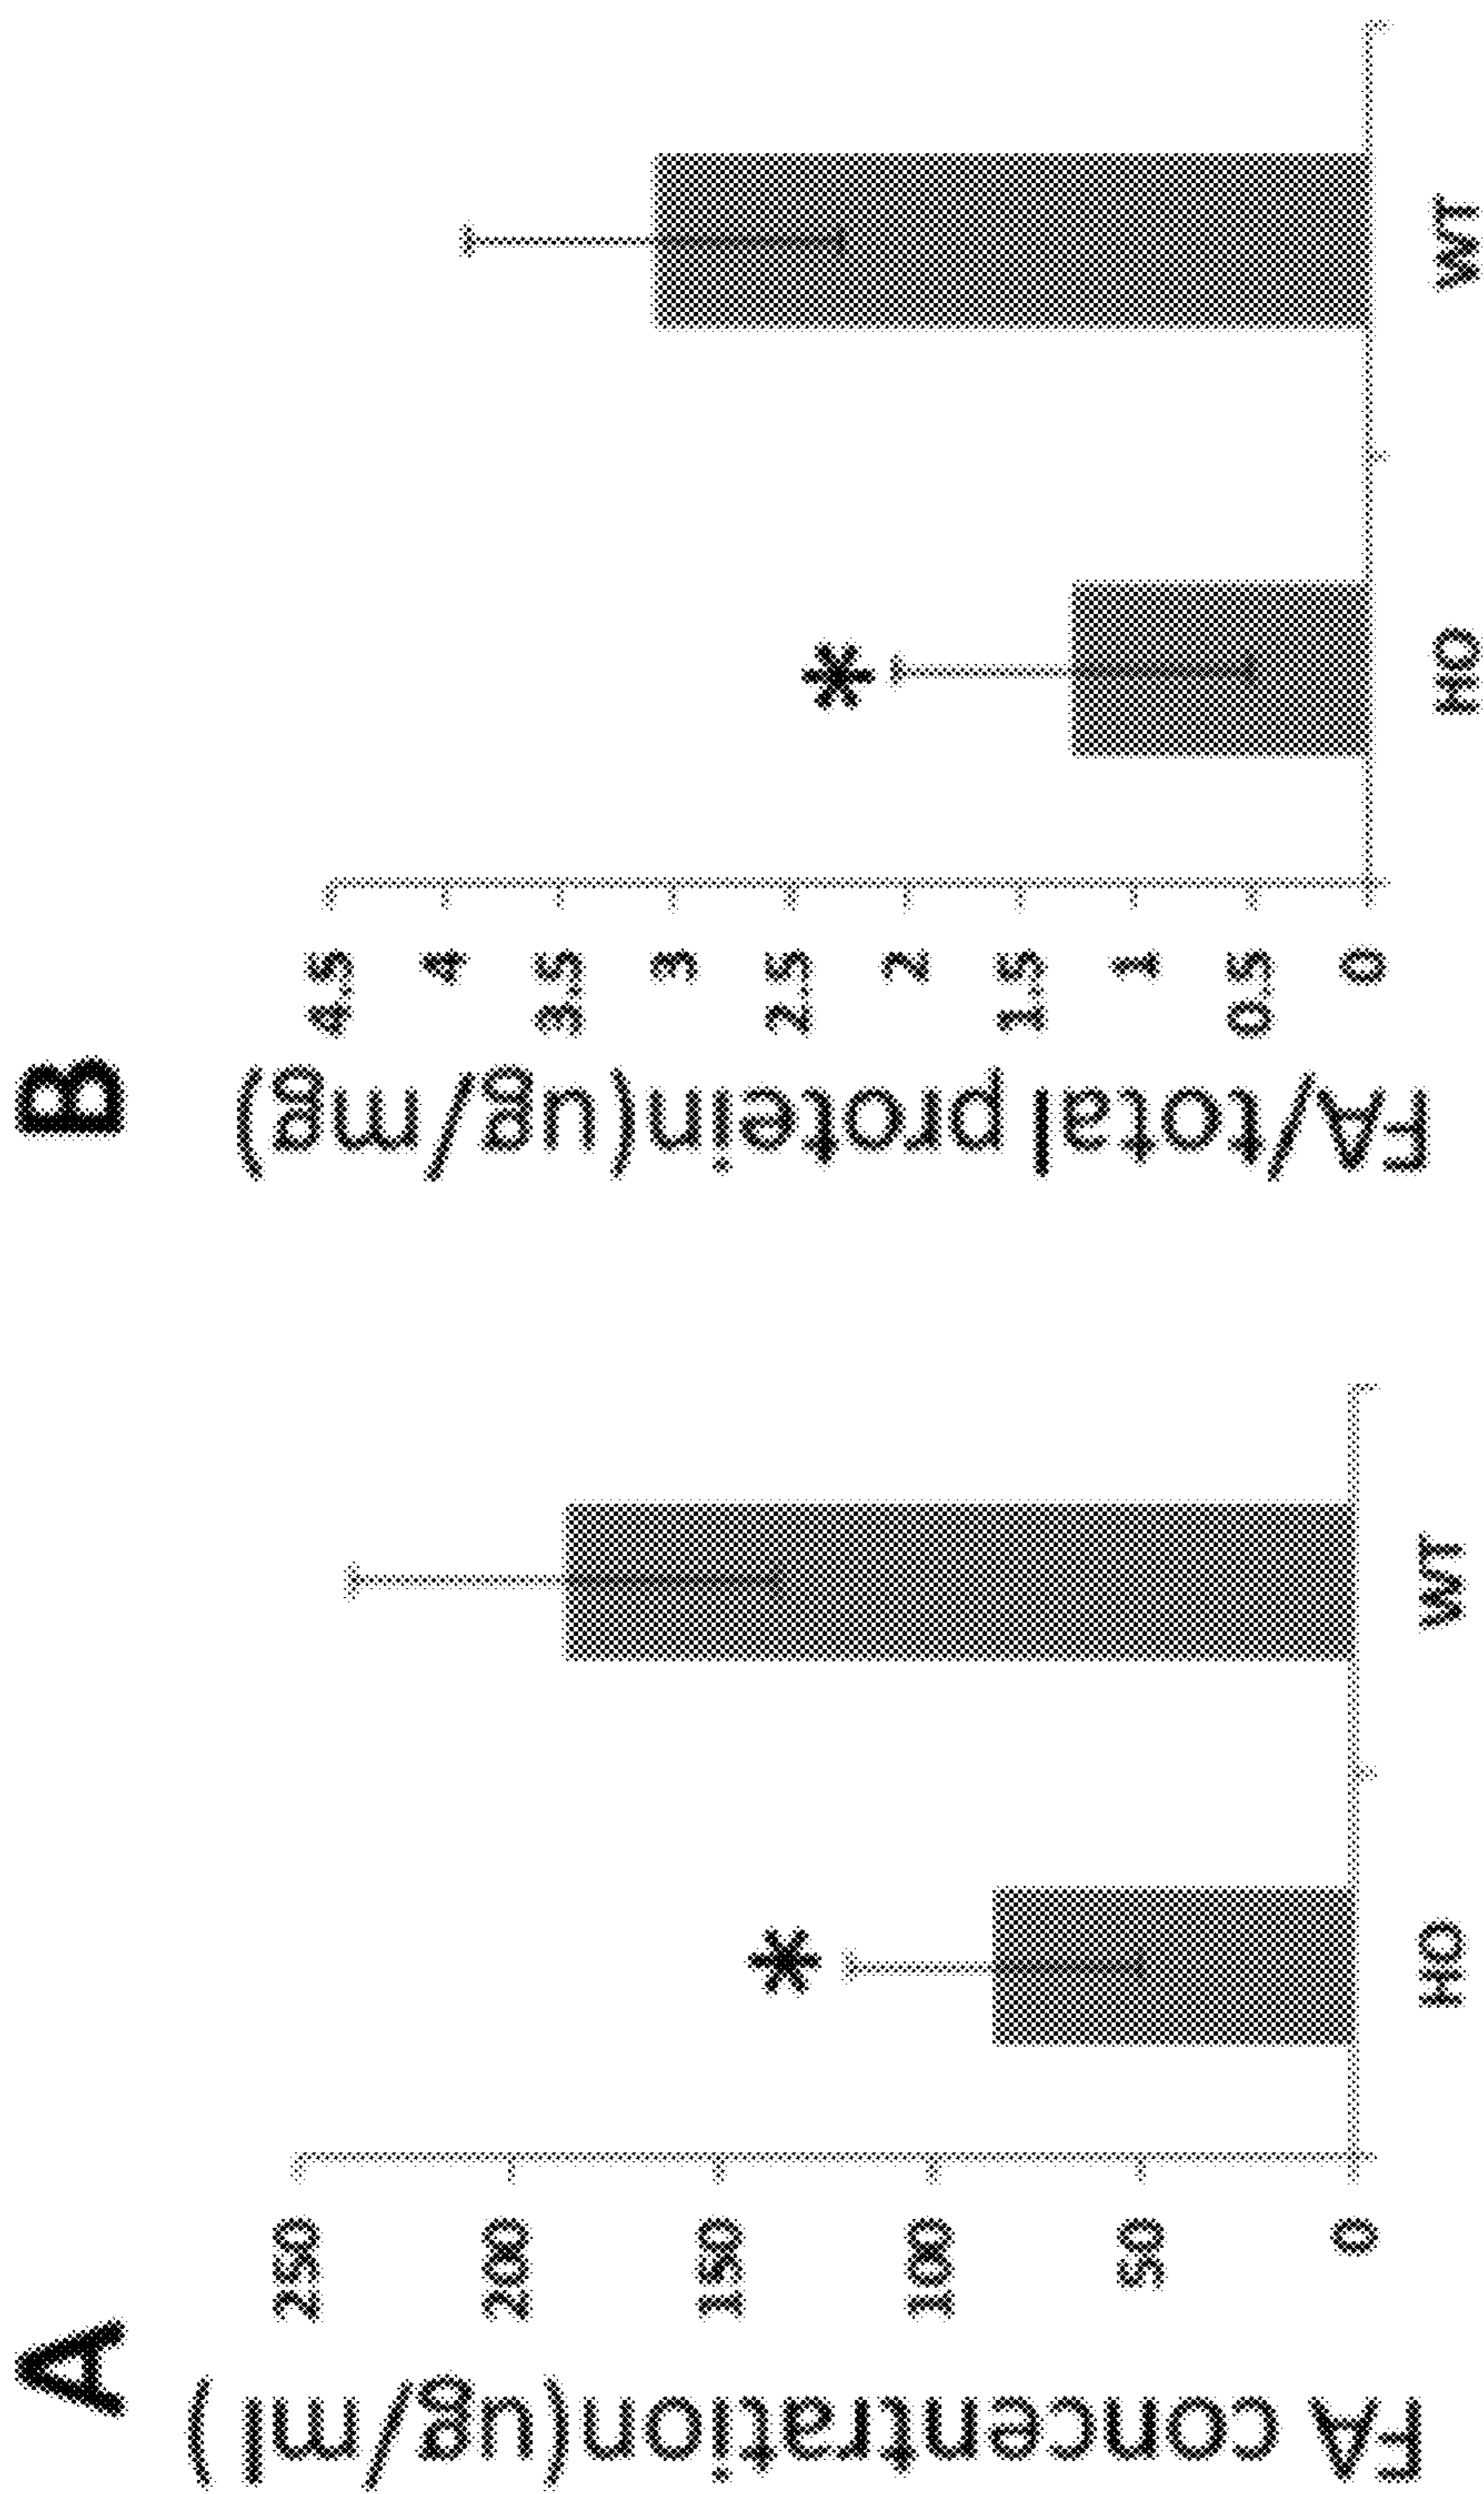 A
FA concentration(ug/ml )
250
200
150
100
50
0
*
HO
WT
B
FA/total protein(ug/mg)
4.5
4
3.5
3
2.5
2
1.5
1
0.5
0
*
HO
WT